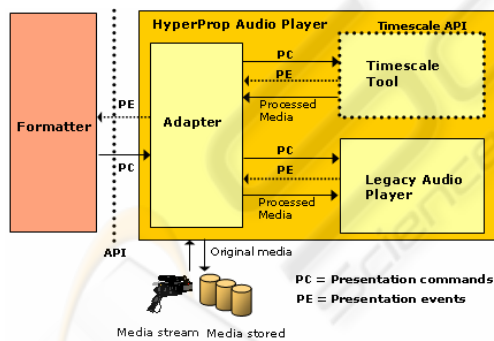 HyperProp Audio Player
Timescale API
Formatter
PE
PC
API
Adapter
PC
PE
Processed
Media
Timescale
Tool
PC
PE
Processed
Media
Legacy Audio
Player
Original media
Media stream
Media stored
PC = Presentation commands
PE = Presentation events
Science